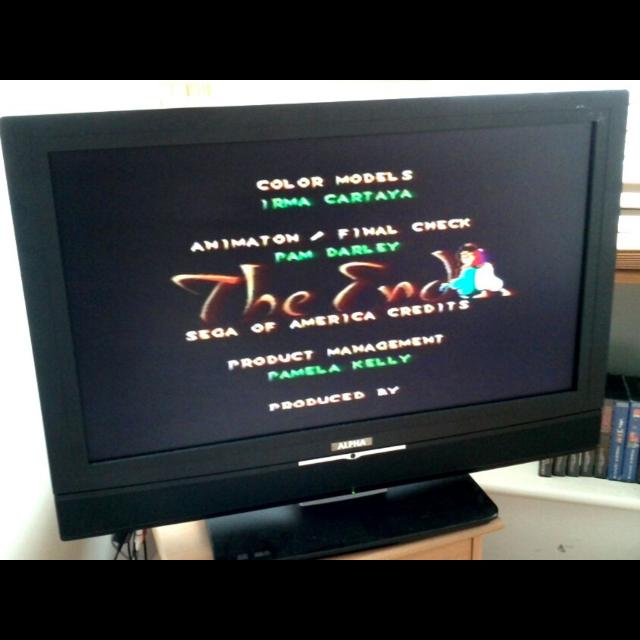 COLOR MODELS
IRMA CARTAYA
ANIMATON / FINAL CHECK
PAM DARLEY
The End
SEGA OF AMERICA CREDITS
PRODUCT MANAGEMENT
PAMELA KELLY
PRODUCED BY
ALPHA